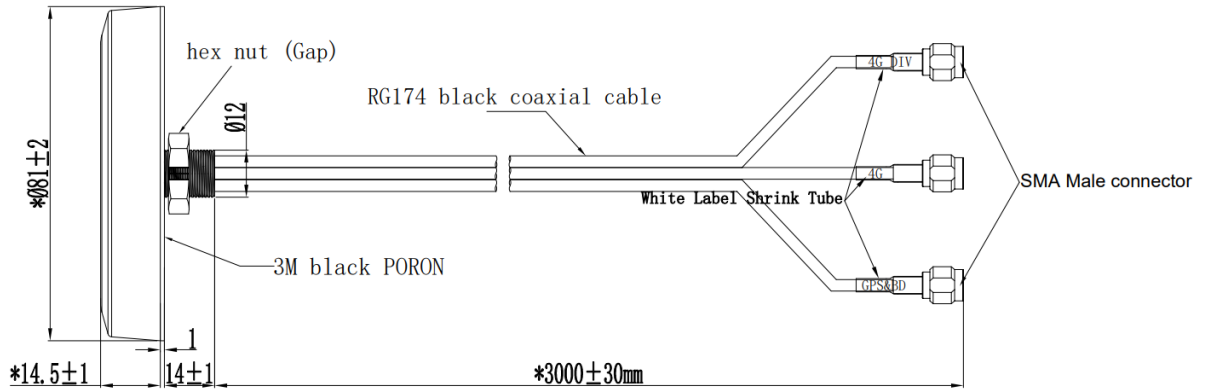 hex nut (Gap)
4G DIV
RG174 black coaxial cable
Ø12
*Ø81±2
4G
SMA Male connector
White Label Shrink Tube
3M black PORON
GPS&BD
1
*14.5±1
14±1
*3000±30mm